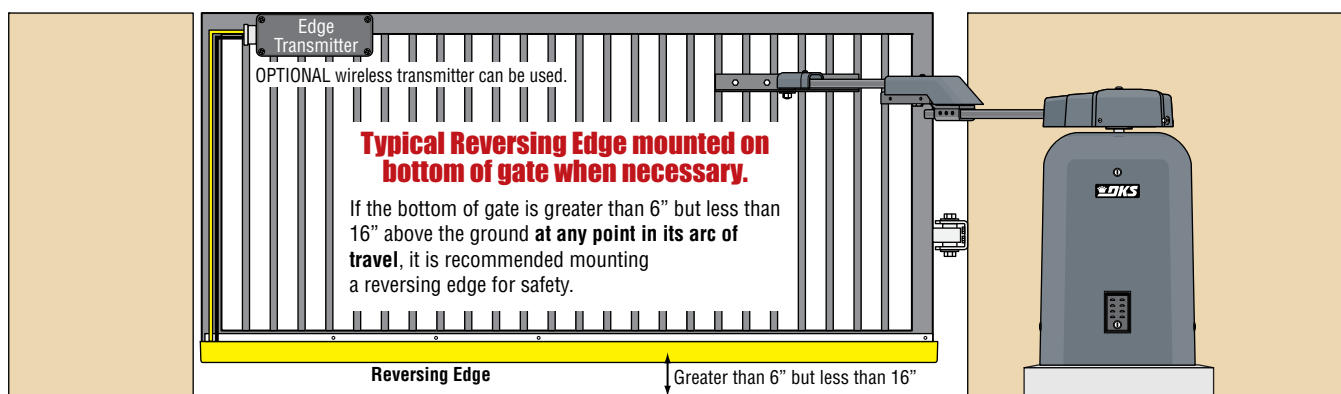 Edge
Transmitter
OPTIONAL wireless transmitter can be used.
Typical Reversing Edge mounted on
bottom of gate when necessary.
If the bottom of gate is greater than 6” but less than
16” above the ground at any point in its arc of
travel, it is recommended mounting
a reversing edge for safety.
DKS
Reversing Edge
Greater than 6” but less than 16”